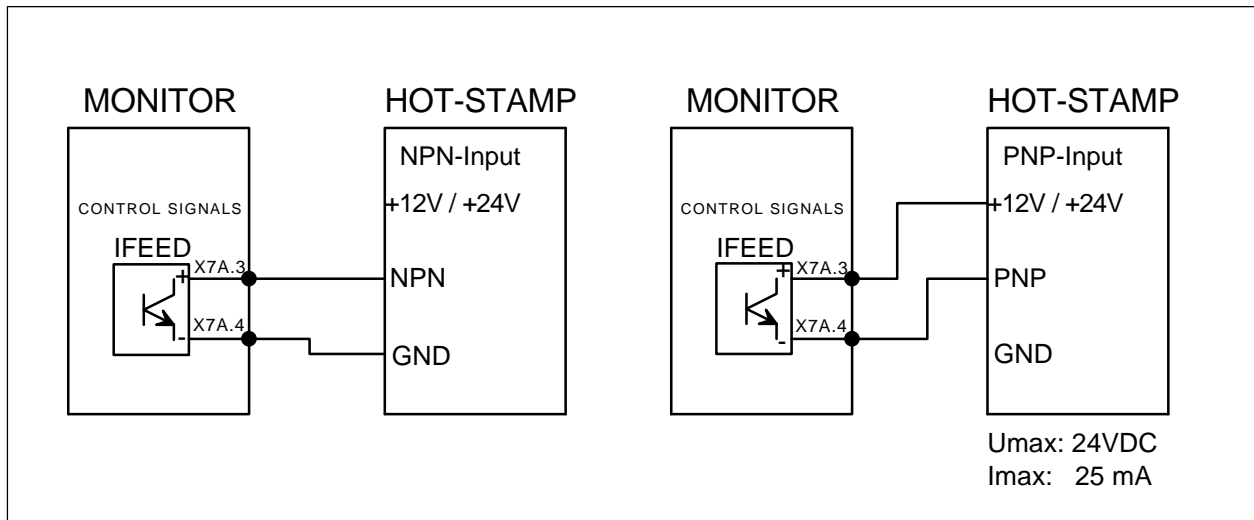 MONITOR
HOT-STAMP
NPN-Input
+12V / +24V
CONTROL SIGNALS
IFEED
+
X7A.3
NPN
X7A.4
-
GND
MONITOR
HOT-STAMP
PNP-Input
+12V / +24V
CONTROL SIGNALS
IFEED
+
X7A.3
PNP
X7A.4
-
GND
Umax: 24VDC
Imax: 25 mA